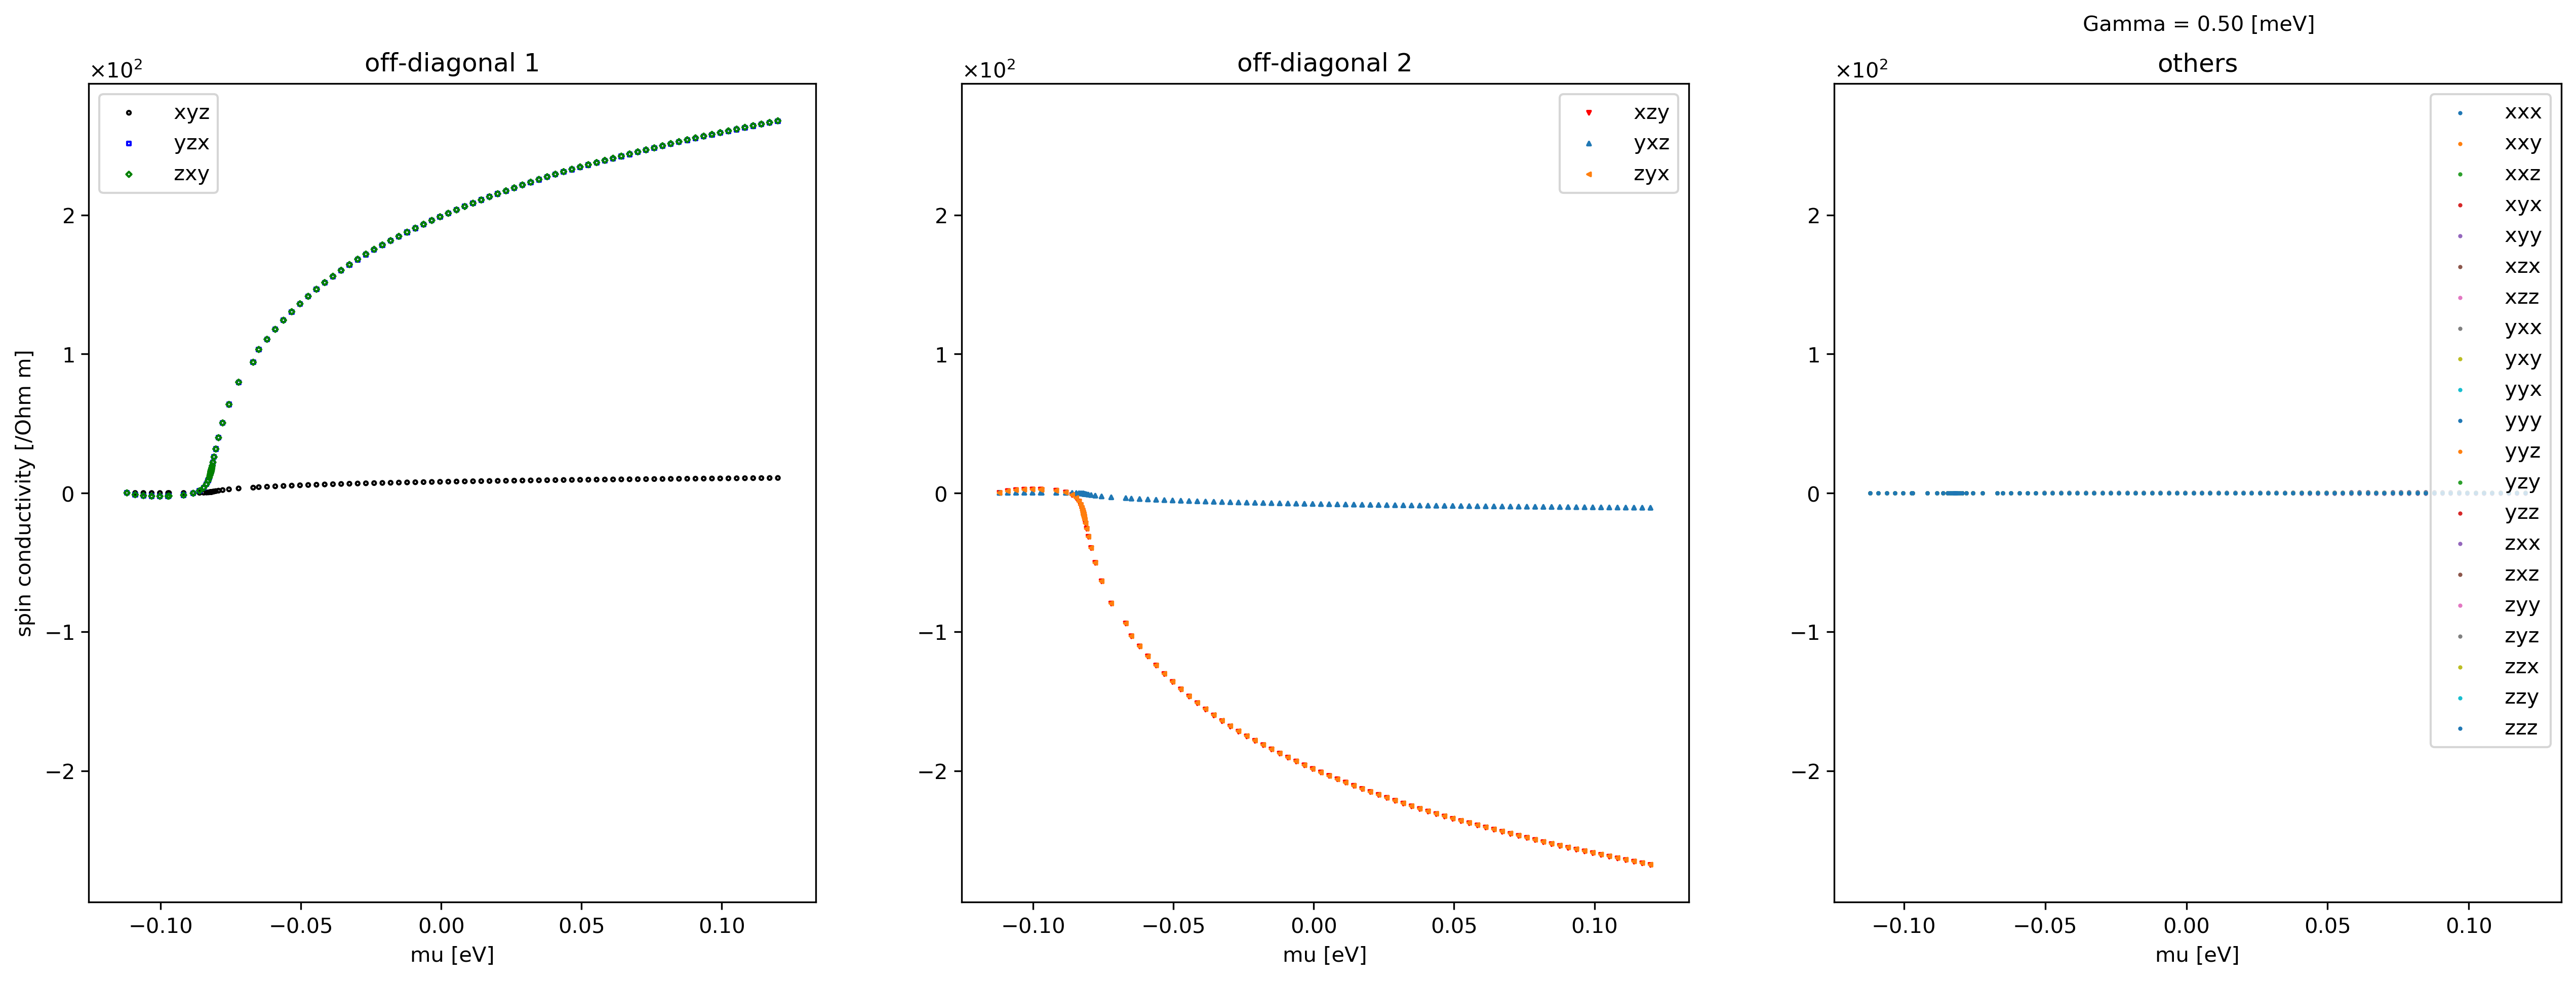 Gamma = 0.50 [meV]
×10²
off-diagonal 1
xyz
yzx
zxy
2
1
0
−1
−2
spin conductivity [/Ohm m]
−0.10
−0.05
0.00
0.05
0.10
mu [eV]
×10²
off-diagonal 2
xzy
yxz
zyx
2
1
0
−1
−2
−0.10
−0.05
0.00
0.05
0.10
mu [eV]
×10²
others
xxx
xxy
xxz
xyx
xyy
xzx
xzz
yxx
yxy
yyx
yyy
yyz
yzy
yzz
zxx
zxz
zyy
zyz
zzx
zzy
zzz
2
1
0
−1
−2
−0.10
−0.05
0.00
0.05
0.10
mu [eV]